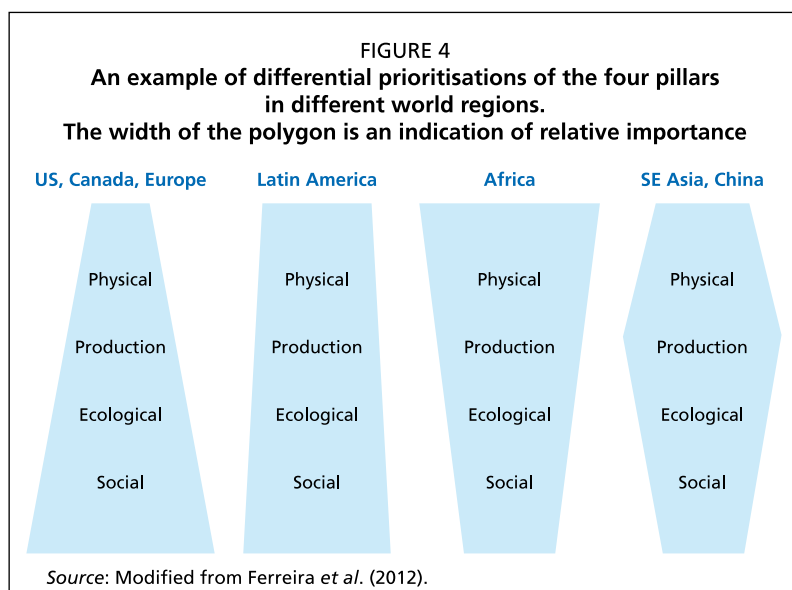 FIGURE 4
An example of differential prioritisations of the four pillars
in different world regions.
The width of the polygon is an indication of relative importance
US, Canada, Europe
Latin America
Africa
SE Asia, China
Physical
Physical
Physical
Physical
Production
Production
Production
Production
Ecological
Ecological
Ecological
Ecological
Social
Social
Social
Social
Source: Modified from Ferreira et al. (2012).